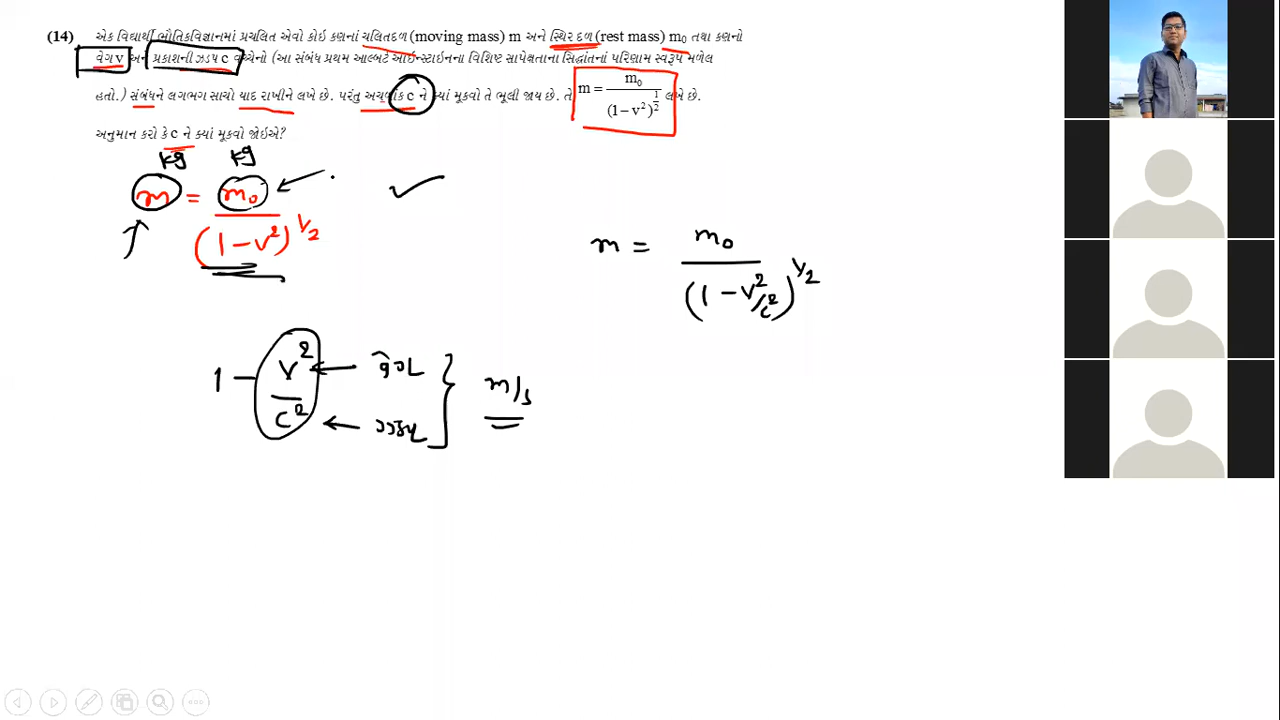 (14) એક વિદ્યાર્થી ભૌતિકવિજ્ઞાનમાં પ્રચલિત એવો કોઇ કણનાં ચલિતદળ (moving mass) m અને સ્થિર દળ (rest mass) m₀ તથા કણનો
વેગ v અને પ્રકાશની ઝડપ c વચ્ચેનો (આ સંબંધ પ્રથમ આલ્બર્ટ આઈન્સ્ટાઇનના વિશિષ્ટ સાપેક્ષતાના સિદ્ધાંતનાં પરિણામ સ્વરૂપ મળેલ
હતો.) સંબંધને લગભગ સાચો યાદ રાખીને લખે છે. પરંતુ અચળાંક c ને ક્યાં મૂકવો તે ભૂલી જાય છે. તે m = m₀ / (1 − v²)^(1/2) લખે છે.
અનુમાન કરો કે c ને ક્યાં મૂકવો જોઇએ?
kg kg
m = m₀ / (1 − v²)^(1/2)
m = m₀ / (1 − v²/c²)^(1/2)
1 − v²/c²
વેગ
ઝડપ
m/s